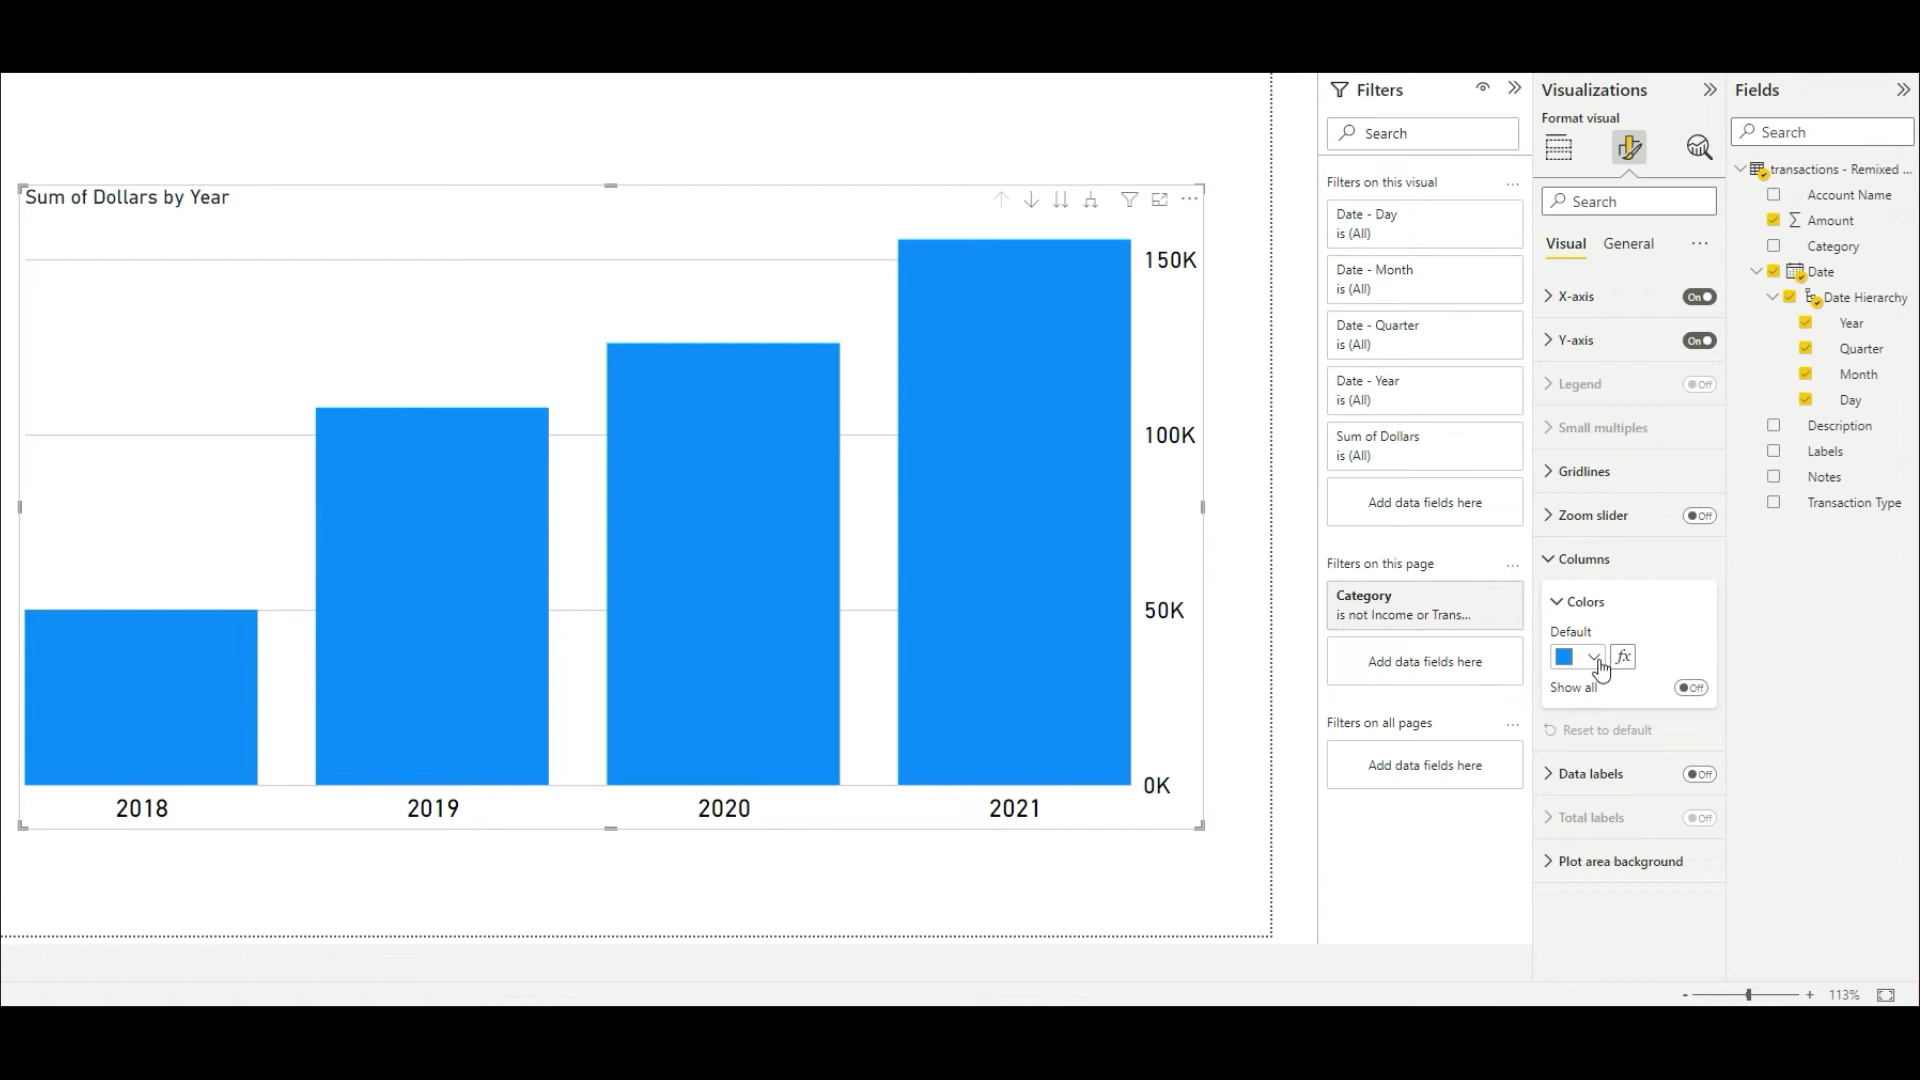 Sum of Dollars by Year
150K
100K
50K
0K
2018
2019
2020
2021
Filters
Search
Filters on this visual
...
Date - Day
is (All)
Date - Month
is (All)
Date - Quarter
is (All)
Date - Year
is (All)
Sum of Dollars
is (All)
Add data fields here
Filters on this page
...
Category
is not Income or Trans...
Add data fields here
Filters on all pages
...
Add data fields here
Visualizations
Format visual
Search
Visual General ...
X-axis On
Y-axis On
Legend Off
Small multiples
Gridlines
Zoom slider Off
Columns
Colors
Default
fx
Show all Off
Reset to default
Data labels Off
Total labels Off
Plot area background
Fields
Search
transactions - Remixed ...
Account Name
Σ Amount
Category
Date
Date Hierarchy
Year
Quarter
Month
Day
Description
Labels
Notes
Transaction Type
- + 113%